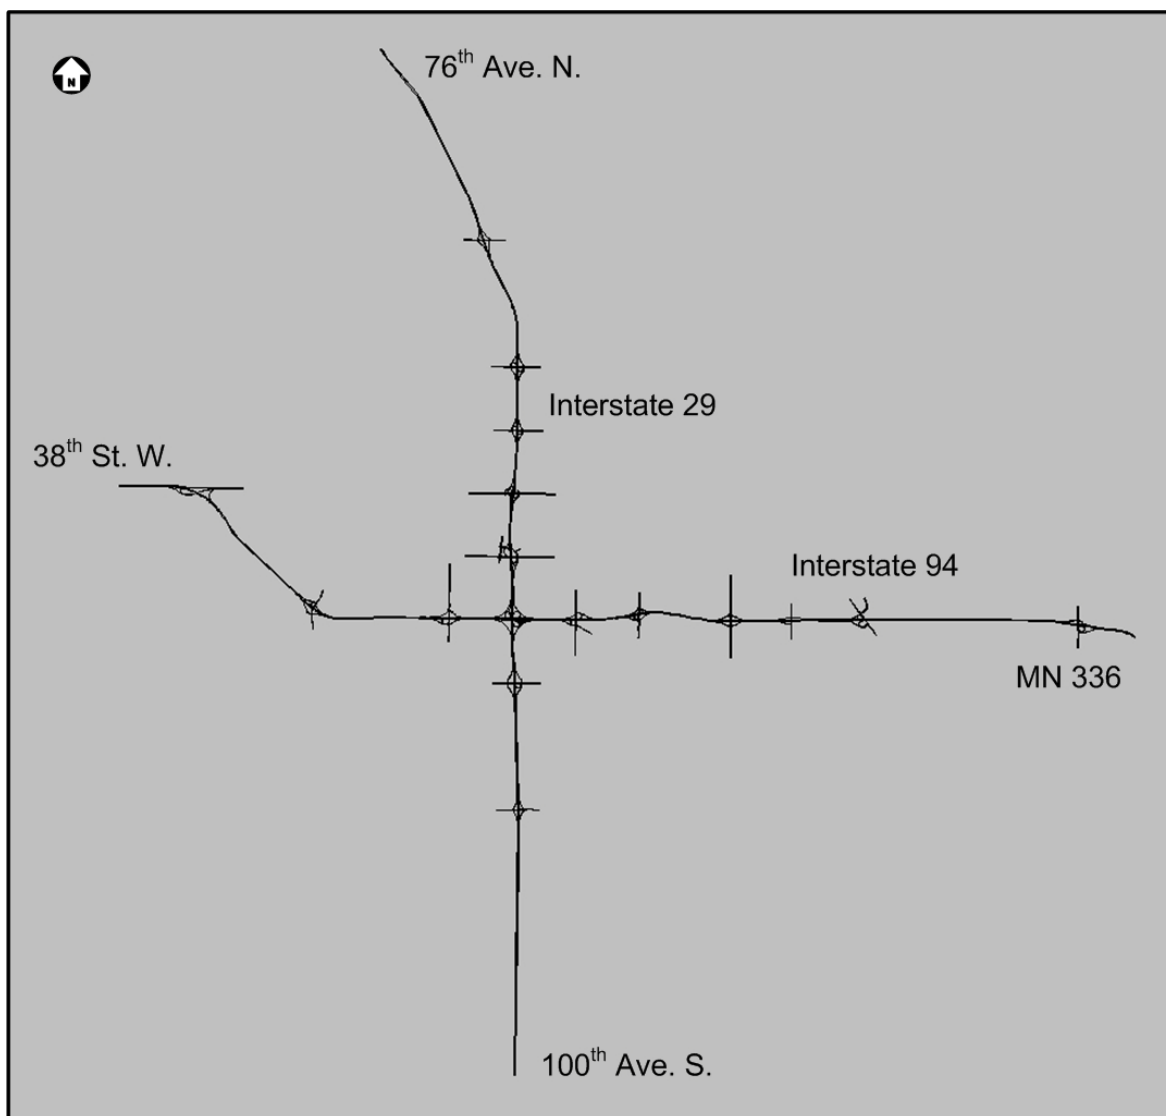 N
76th Ave. N.
Interstate 29
38th St. W.
Interstate 94
MN 336
100th Ave. S.